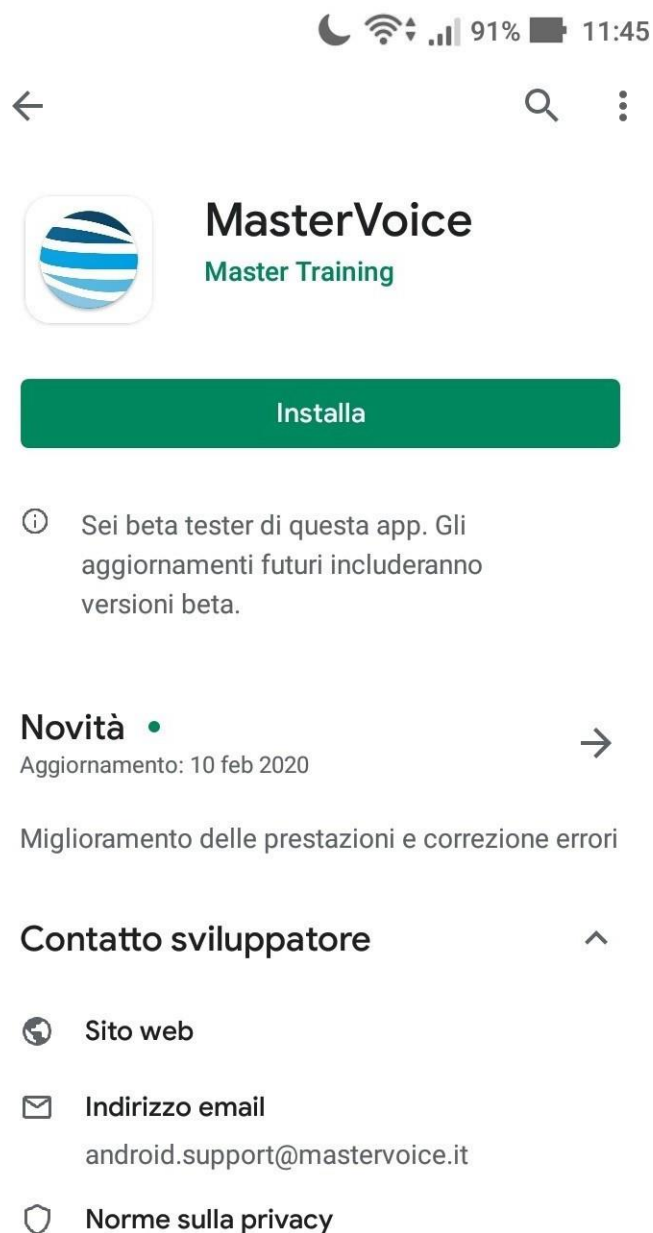 91% 11:45
MasterVoice
Master Training
Installa
Sei beta tester di questa app. Gli
aggiornamenti futuri includeranno
versioni beta.
Novità
Aggiornamento: 10 feb 2020
Miglioramento delle prestazioni e correzione errori
Contatto sviluppatore
Sito web
Indirizzo email
android.support@mastervoice.it
Norme sulla privacy